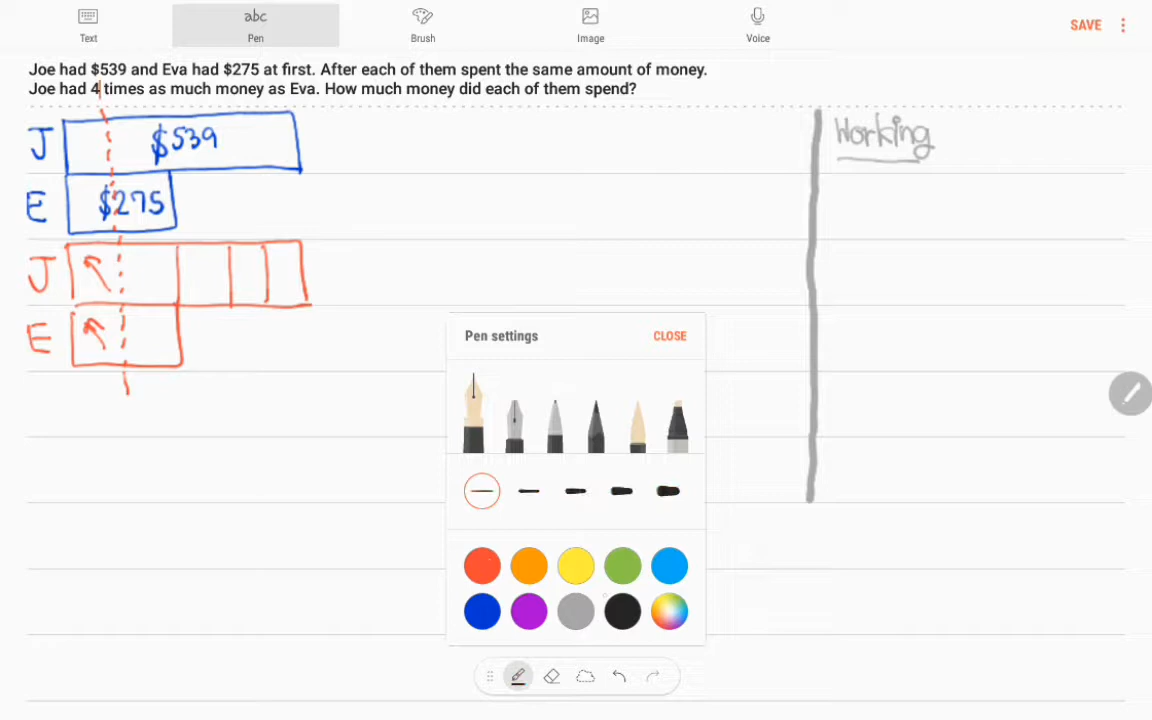 Text
abc
Pen
Brush
Image
Voice
SAVE
Joe had $539 and Eva had $275 at first. After each of them spent the same amount of money.
Joe had 4 times as much money as Eva. How much money did each of them spend?
J $539
E $275
J
E
Working
Pen settings
CLOSE